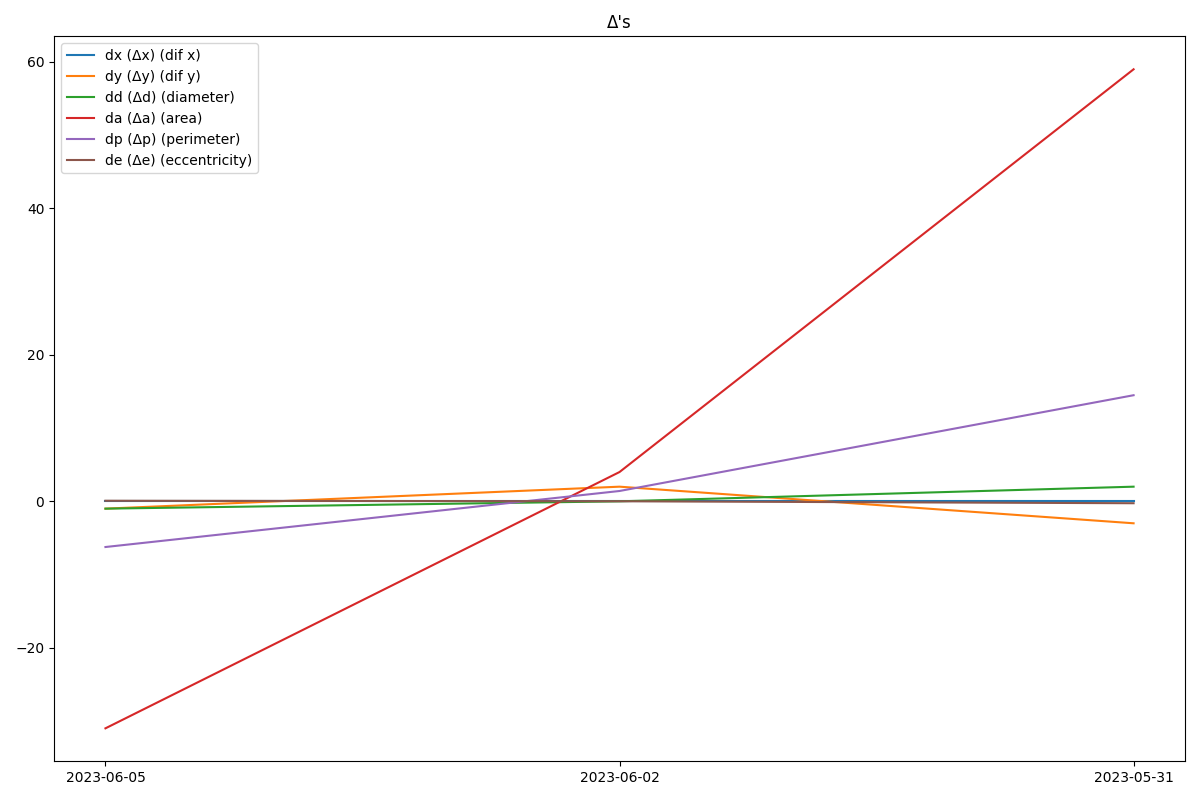 Δ's
dx (Δx) (dif x)
dy (Δy) (dif y)
dd (Δd) (diameter)
da (Δa) (area)
dp (Δp) (perimeter)
de (Δe) (eccentricity)
60
40
20
0
−20
2023-06-05 2023-06-02 2023-05-31